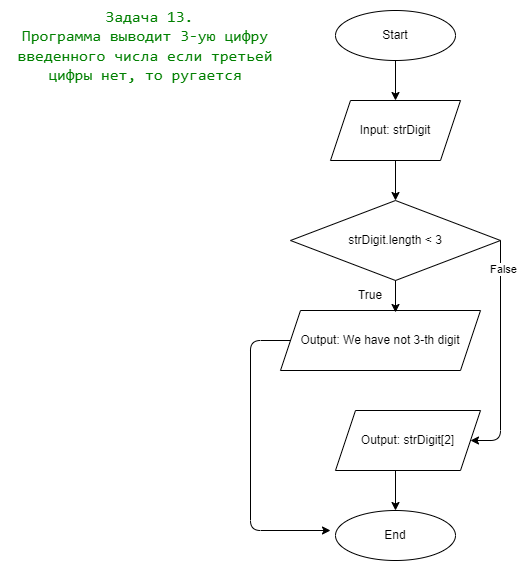 Задача 13.
Программа выводит 3-ую цифру
введенного числа если третьей
цифры нет, то ругается
Start
Input: strDigit
strDigit.length < 3
False
True
Output: We have not 3-th digit
Output: strDigit[2]
End